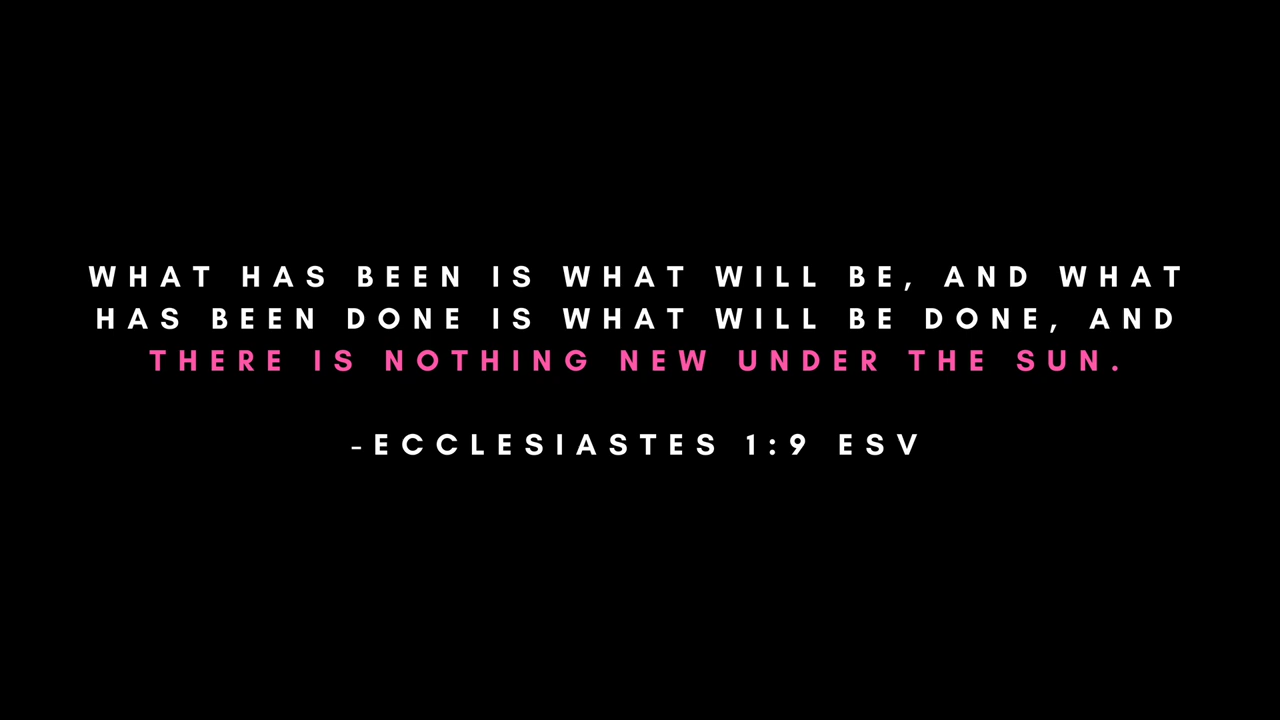 WHAT HAS BEEN IS WHAT WILL BE, AND WHAT
HAS BEEN DONE IS WHAT WILL BE DONE, AND
THERE IS NOTHING NEW UNDER THE SUN.
-ECCLESIASTES 1:9 ESV